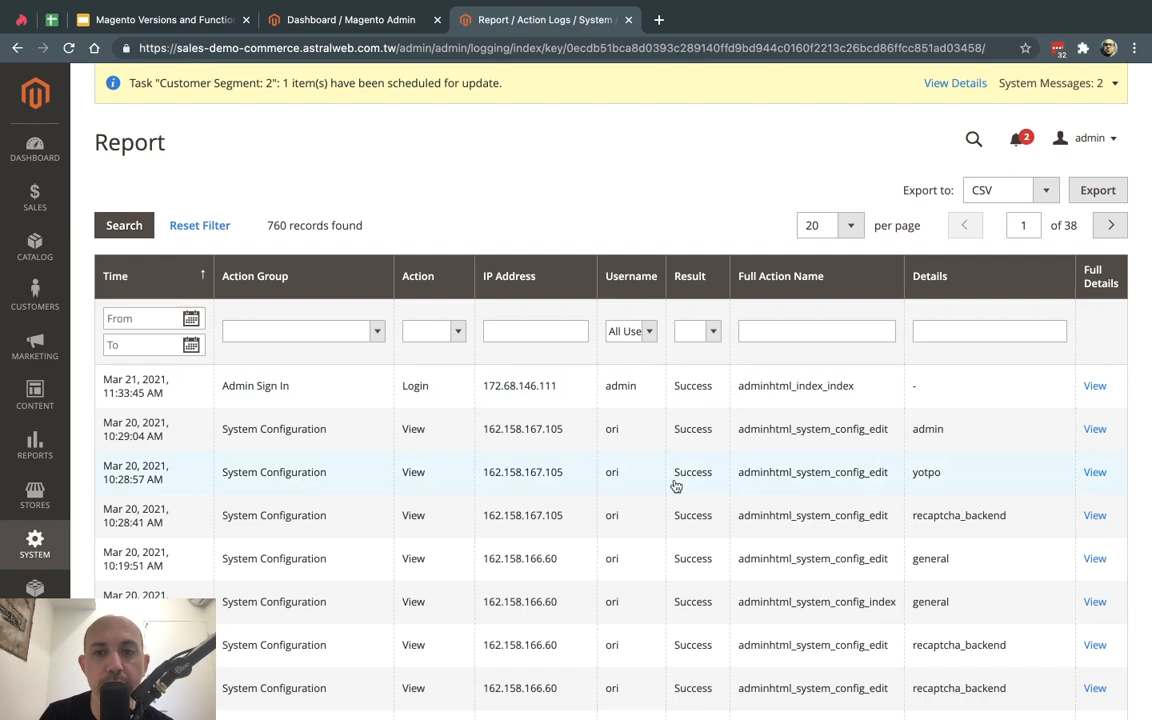 Magento Versions and Function
Dashboard / Magento Admin
Report / Action Logs / System
https://sales-demo-commerce.astralweb.com.tw/admin/admin/logging/index/key/0ecdb51bca8d0393c289140ffd9bd944c0160f2213c26bcd86ffcc851ad03458/
32
Task "Customer Segment: 2": 1 item(s) have been scheduled for update.
View Details
System Messages: 2
Report
2
admin
DASHBOARD
SALES
CATALOG
CUSTOMERS
MARKETING
CONTENT
REPORTS
STORES
SYSTEM
Export to:
CSV
Export
Search
Reset Filter
760 records found
20
per page
1
of 38
Time
Action Group
Action
IP Address
Username
Result
Full Action Name
Details
Full
Details
From
To
All Use
Mar 21, 2021,
11:33:45 AM
Admin Sign In
Login
172.68.146.111
admin
Success
adminhtml_index_index
-
View
Mar 20, 2021,
10:29:04 AM
System Configuration
View
162.158.167.105
ori
Success
adminhtml_system_config_edit
admin
View
Mar 20, 2021,
10:28:57 AM
System Configuration
View
162.158.167.105
ori
Success
adminhtml_system_config_edit
yotpo
View
Mar 20, 2021,
10:28:41 AM
System Configuration
View
162.158.167.105
ori
Success
adminhtml_system_config_edit
recaptcha_backend
View
Mar 20, 2021,
10:19:51 AM
System Configuration
View
162.158.166.60
ori
Success
adminhtml_system_config_edit
general
View
Mar 20, 2021,
System Configuration
View
162.158.166.60
ori
Success
adminhtml_system_config_index
general
View
System Configuration
View
162.158.166.60
ori
Success
adminhtml_system_config_edit
recaptcha_backend
View
System Configuration
View
162.158.166.60
ori
Success
adminhtml_system_config_edit
recaptcha_backend
View